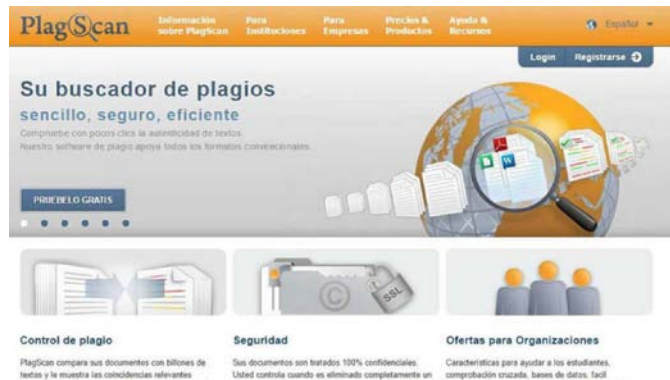 PlagScan
Información sobre PlagScan
Para Instituciones
Para Empresas
Precios & Productos
Ayuda & Recursos
Español
Login
Registrarse
Su buscador de plagios
sencillo, seguro, eficiente
Compruebe con pocos clics la autenticidad de textos.
Nuestro software de plagio apoya todos los formatos convencionales.
PRUEBELO GRATIS
W
©
SSL
Control de plagio
PlagScan compara sus documentos con billones de
textos y le muestra las coincidencias relevantes
Seguridad
Sus documentos son tratados 100% confidenciales.
Usted controla cuando es eliminado completamente un
Ofertas para Organizaciones
Características para ayudar a los estudiantes,
comprobación cruzada, bases de datos, facil